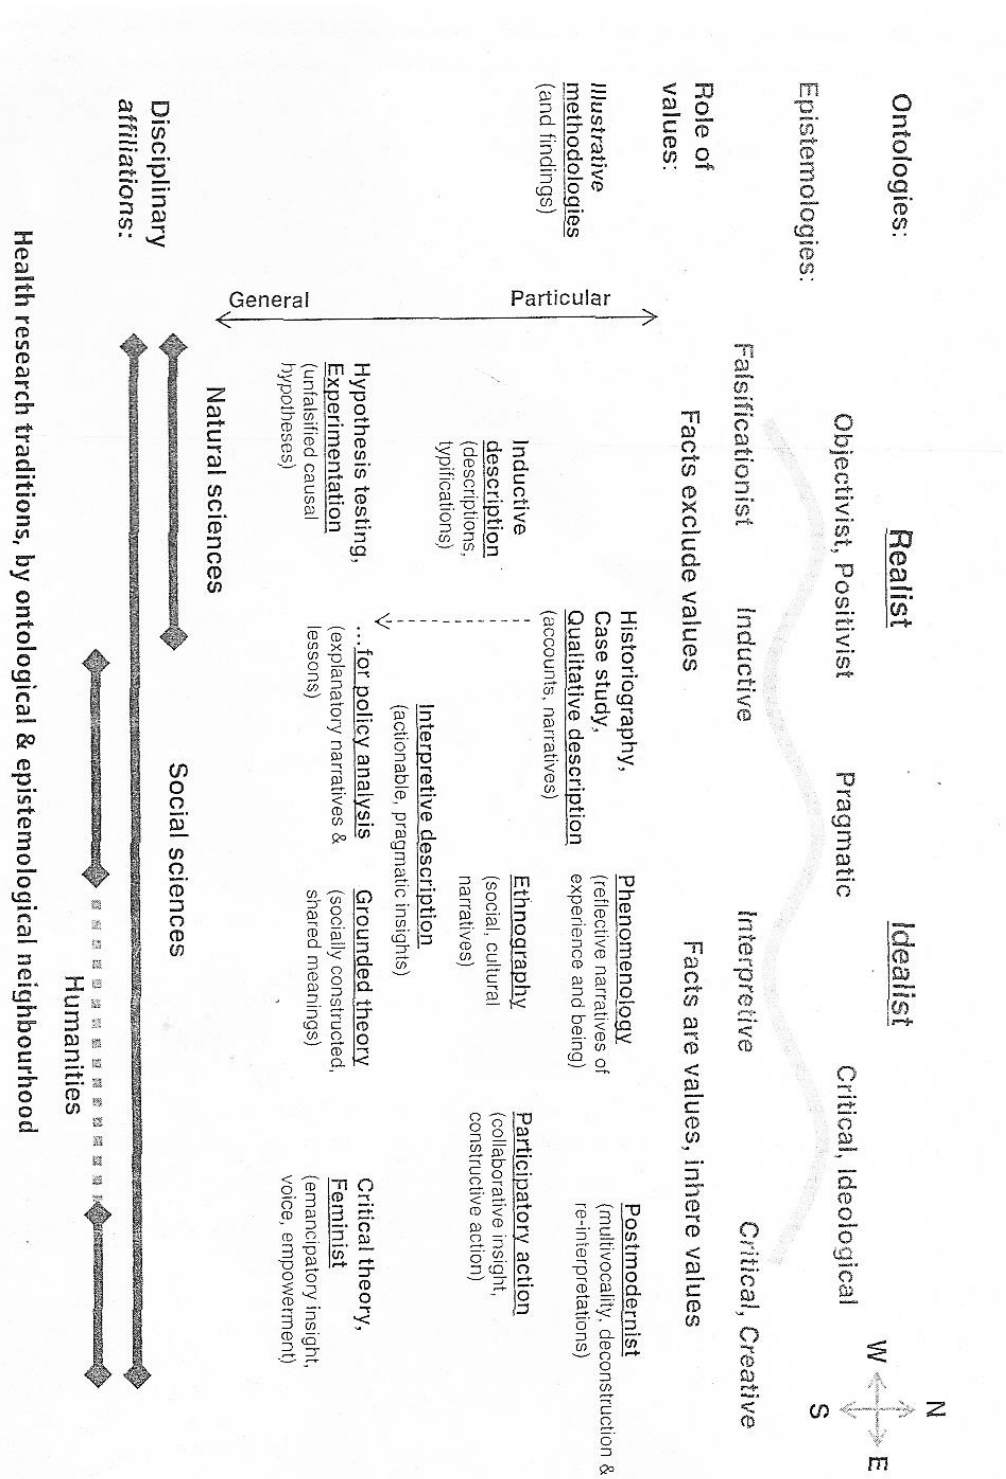 Ontologies:
Realist
Idealist
N
W
E
S
Epistemologies:
Objectivist, Positivist
Pragmatic
Critical, Ideological
Falsificationist
Inductive
Interpretive
Critical, Creative
Role of
values:
Facts exclude values
Facts are values, inhere values
Illustrative
methodologies
(and findings)
Particular
General
Historiography,
Case study,
Qualitative description
(accounts, narratives)
Phenomenology
(reflective narratives of
experience and being)
Postmodernist
(multivocality, deconstruction &
re-interpretations)
Inductive
description
(descriptions,
typifications)
Ethnography
(social, cultural
narratives)
Participatory action
(collaborative insight,
constructive action)
Interpretive description
(actionable, pragmatic insights)
Hypothesis testing,
Experimentation
(unfalsified causal
hypotheses)
....for policy analysis
(explanatory narratives &
lessons)
Grounded theory
(socially constructed,
shared meanings)
Critical theory,
Feminist
(emancipatory insight,
voice, empowerment)
Disciplinary
affiliations:
Natural sciences
Social sciences
Humanities
Health research traditions, by ontological & epistemological neighbourhood